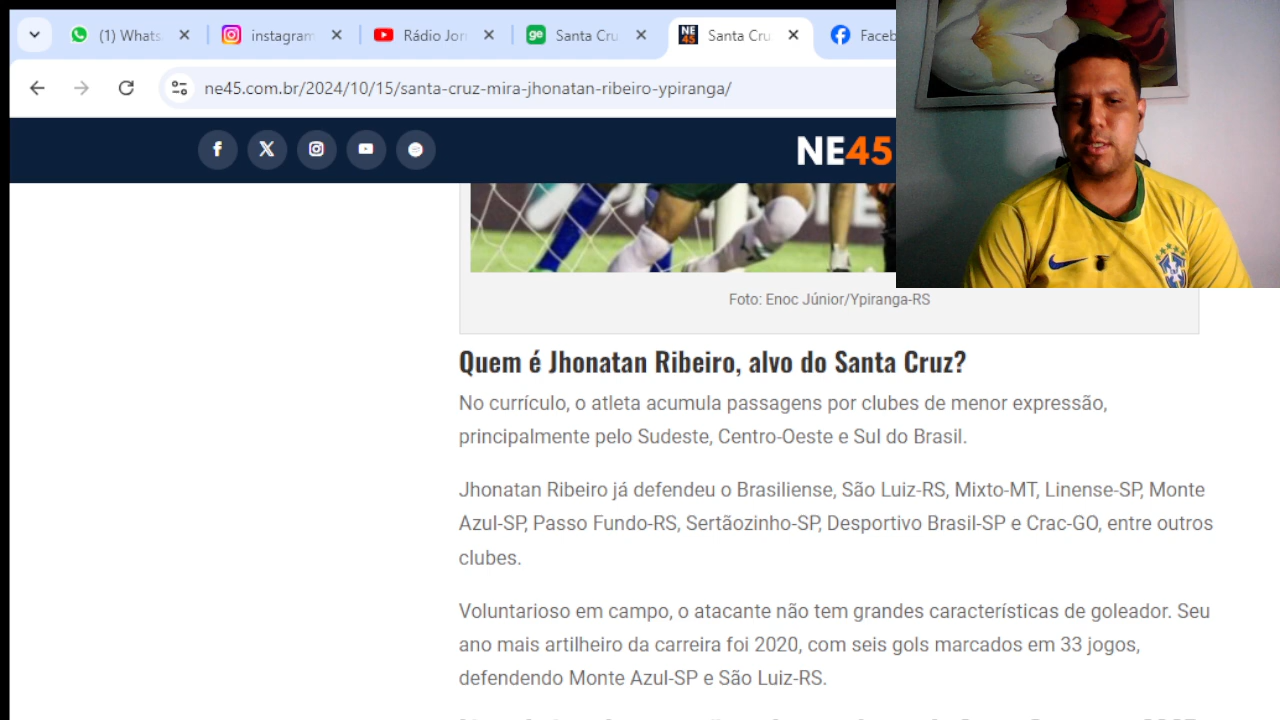 (1) Whats
instagram
Rádio Jor
Santa Cru
Santa Cru
Faceb
ne45.com.br/2024/10/15/santa-cruz-mira-jhonatan-ribeiro-ypiranga/
NE45
Foto: Enoc Júnior/Ypiranga-RS
Quem é Jhonatan Ribeiro, alvo do Santa Cruz?
No currículo, o atleta acumula passagens por clubes de menor expressão,
principalmente pelo Sudeste, Centro-Oeste e Sul do Brasil.
Jhonatan Ribeiro já defendeu o Brasiliense, São Luiz-RS, Mixto-MT, Linense-SP, Monte
Azul-SP, Passo Fundo-RS, Sertãozinho-SP, Desportivo Brasil-SP e Crac-GO, entre outros
clubes.
Voluntarioso em campo, o atacante não tem grandes características de goleador. Seu
ano mais artilheiro da carreira foi 2020, com seis gols marcados em 33 jogos,
defendendo Monte Azul-SP e São Luiz-RS.